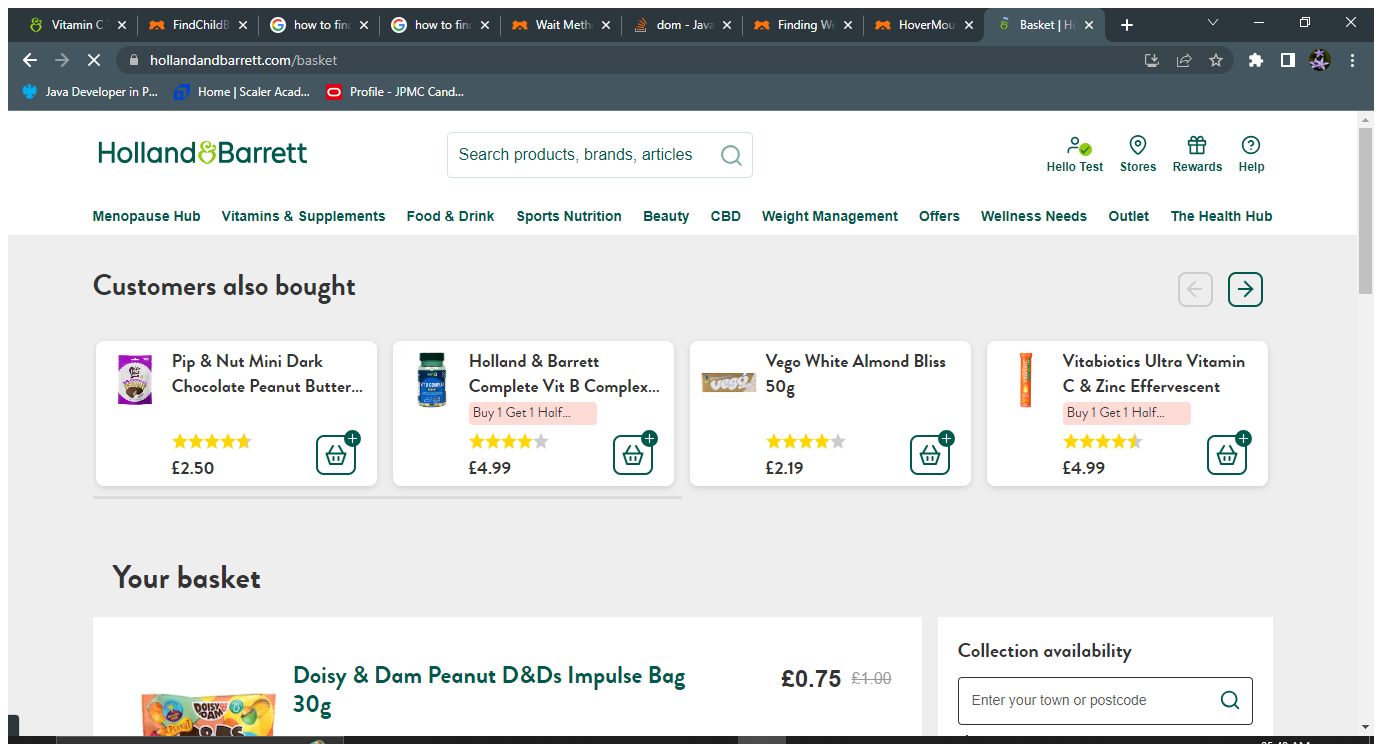 Vitamin C
FindChildB
how to find
how to find
Wait Meth
dom - Java
Finding We
HoverMou
Basket | Ho
hollandandbarrett.com/basket
Java Developer in P...
Home | Scaler Acad...
Profile - JPMC Cand...
Holland&Barrett
Search products, brands, articles
Hello Test
Stores
Rewards
Help
Menopause Hub
Vitamins & Supplements
Food & Drink
Sports Nutrition
Beauty
CBD
Weight Management
Offers
Wellness Needs
Outlet
The Health Hub
Customers also bought
Pip & Nut Mini Dark
Chocolate Peanut Butter...
£2.50
Holland & Barrett
Complete Vit B Complex...
Buy 1 Get 1 Half...
£4.99
Vego White Almond Bliss
50g
£2.19
Vitabiotics Ultra Vitamin
C & Zinc Effervescent
Buy 1 Get 1 Half...
£4.99
Your basket
Doisy & Dam Peanut D&Ds Impulse Bag
30g
£0.75 £1.00
DOISY
DAM
Collection availability
Enter your town or postcode